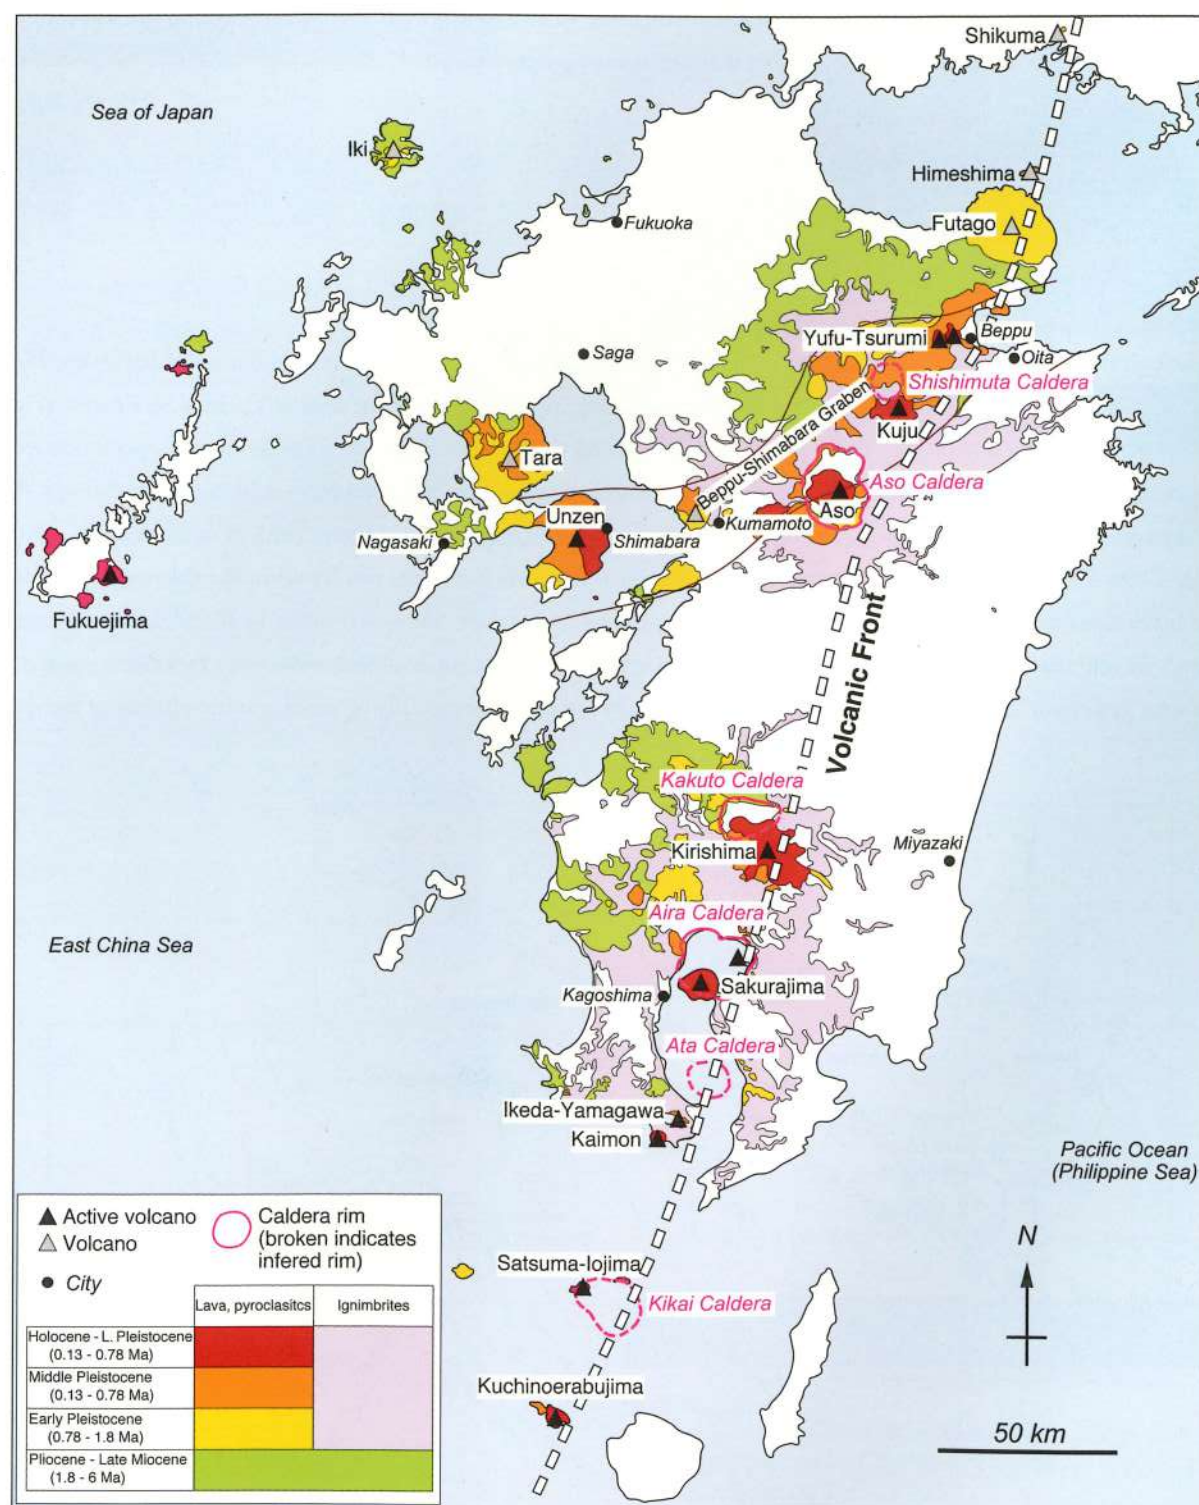 Shikuma
Sea of Japan
Iki
Himeshima
Fukuoka
Futago
Yufu-Tsurumi
Beppu
Saga
Oita
Shishimuta Caldera
Beppu-Shimabara Graben
Kuju
Tara
Aso Caldera
Aso
Unzen
Kumamoto
Nagasaki
Shimabara
Fukuejima
Volcanic Front
Kakuto Caldera
Miyazaki
Kirishima
Aira Caldera
East China Sea
Kagoshima
Sakurajima
Ata Caldera
Ikeda-Yamagawa
Kaimon
Pacific Ocean
(Philippine Sea)
Active volcano
Volcano
City
Caldera rim
(broken indicates
infered rim)
N
Satsuma-Iojima
Kikai Caldera
Lava, pyroclasitcs
Ignimbrites
Holocene - L. Pleistocene
(0.13 - 0.78 Ma)
Middle Pleistocene
(0.13 - 0.78 Ma)
Early Pleistocene
(0.78 - 1.8 Ma)
Pliocene - Late Miocene
(1.8 - 6 Ma)
Kuchinoerabujima
50 km